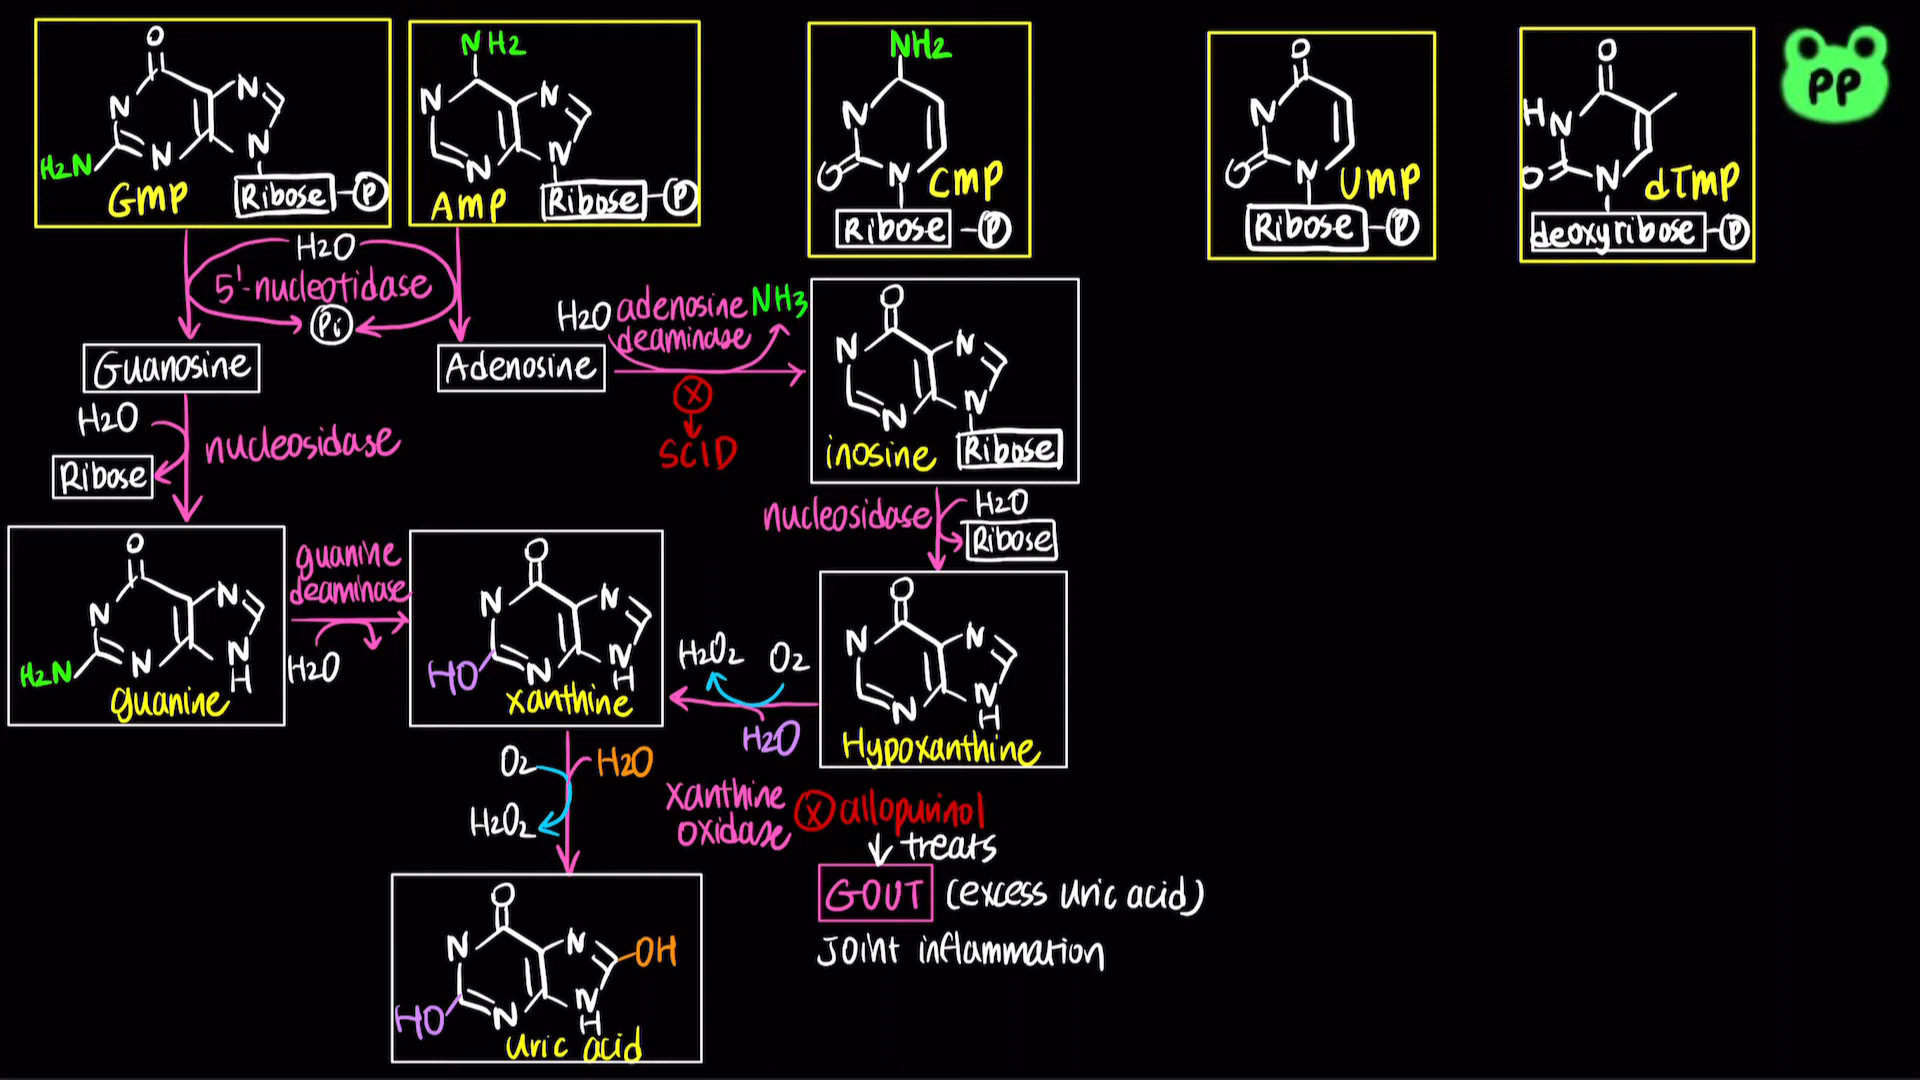 O
N
N
N
N
H2N
GMP
Ribose
P
NH2
N
N
N
N
AMP
Ribose
P
NH2
N
O
N
CMP
Ribose
P
O
N
O
N
UMP
Ribose
P
O
H
N
O
N
dTMP
deoxyribose
P
PP
H2O
5'-nucleotidase
Pi
Guanosine
Adenosine
H2O adenosine NH3
deaminase
X
SCID
O
N
N
N
N
inosine
Ribose
H2O
nucleosidase
Ribose
nucleosidase
H2O
Ribose
O
N
N
N
N
H
H2N
guanine
guanine
deaminase
H2O
O
N
N
N
N
H
HO
xanthine
H2O2
O2
H2O
O
N
N
N
N
H
Hypoxanthine
O2
H2O
H2O2
xanthine
oxidase
X allopurinol
treats
GOUT (excess uric acid)
Joint inflammation
O
N
N
OH
N
N
H
HO
uric acid